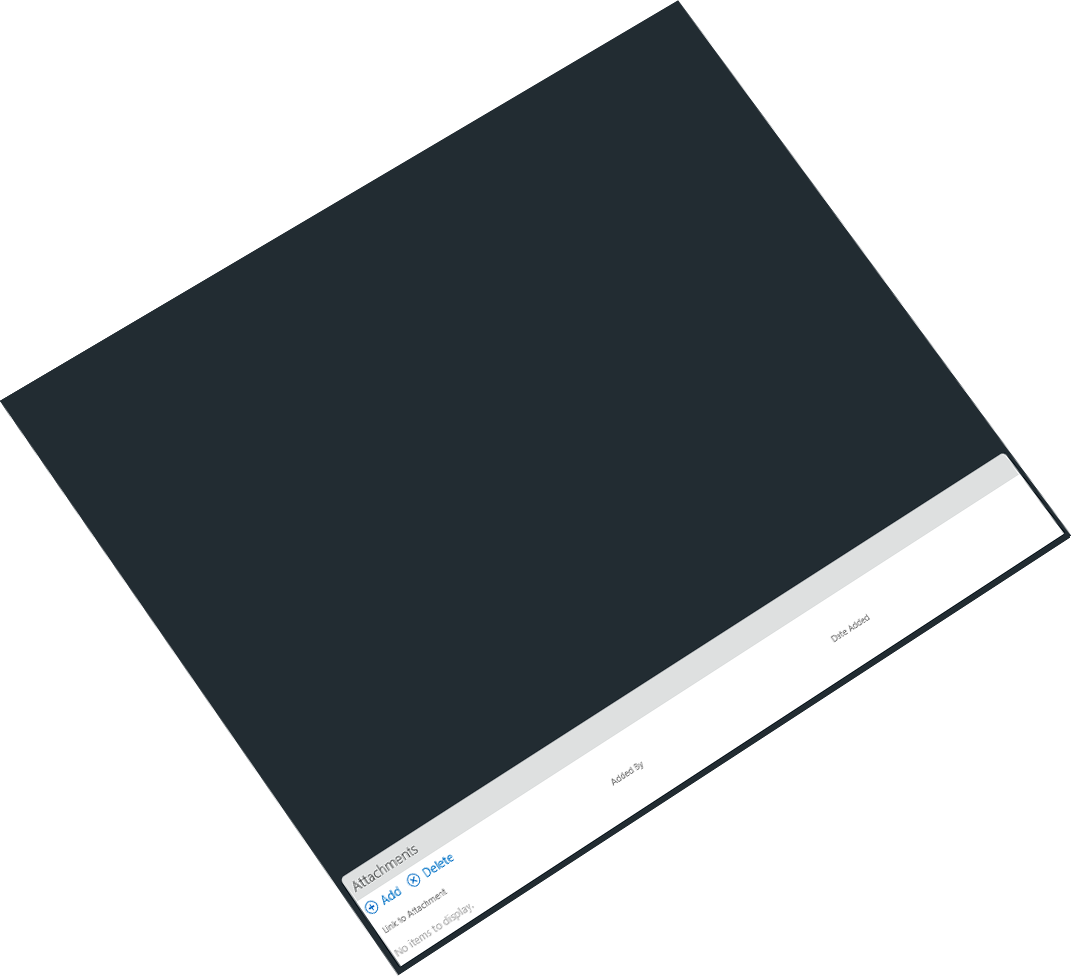 Attachments
Add Delete
Link to Attachment Added By Date Added
No items to display.